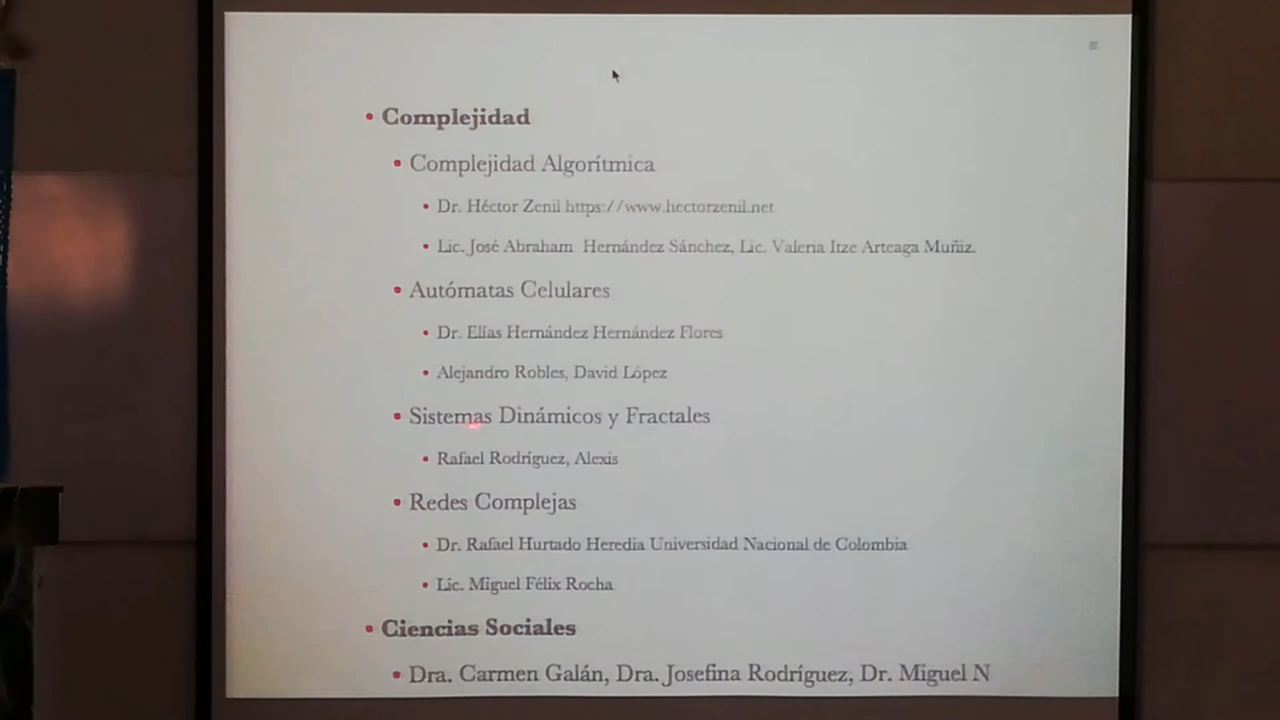 Complejidad
Complejidad Algorítmica
Dr. Héctor Zenil https://www.hectorzenil.net
Lic. José Abraham Hernández Sánchez, Lic. Valeria Itze Arteaga Muñiz.
Autómatas Celulares
Dr. Elías Hernández Hernández Flores
Alejandro Robles, David López
Sistemas Dinámicos y Fractales
Rafael Rodríguez, Alexis
Redes Complejas
Dr. Rafael Hurtado Heredia Universidad Nacional de Colombia
Lic. Miguel Félix Rocha
Ciencias Sociales
Dra. Carmen Galán, Dra. Josefina Rodríguez, Dr. Miguel N